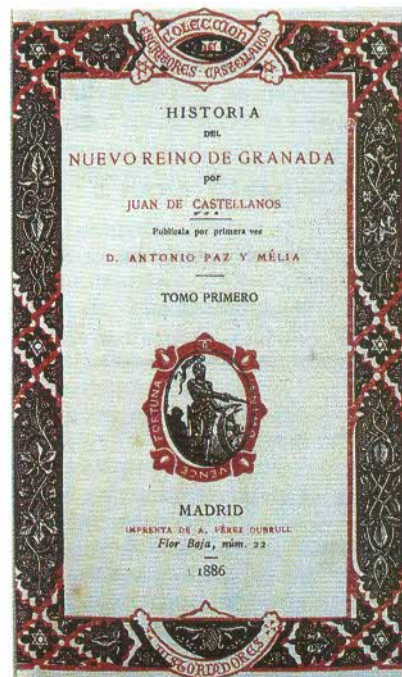 COLECCION
DE
ESCRITORES-CASTELLANOS
HISTORIA
DEL
NUEVO REINO DE GRANADA
por
JUAN DE CASTELLANOS
Publícala por primera vez
D. ANTONIO PAZ Y MÉLIA
TOMO PRIMERO
FORTUNA
VENCE
MADRID
IMPRENTA DE A. PÉREZ DUBRULL
Flor Baja, núm. 22
1886
HISTORIADORES